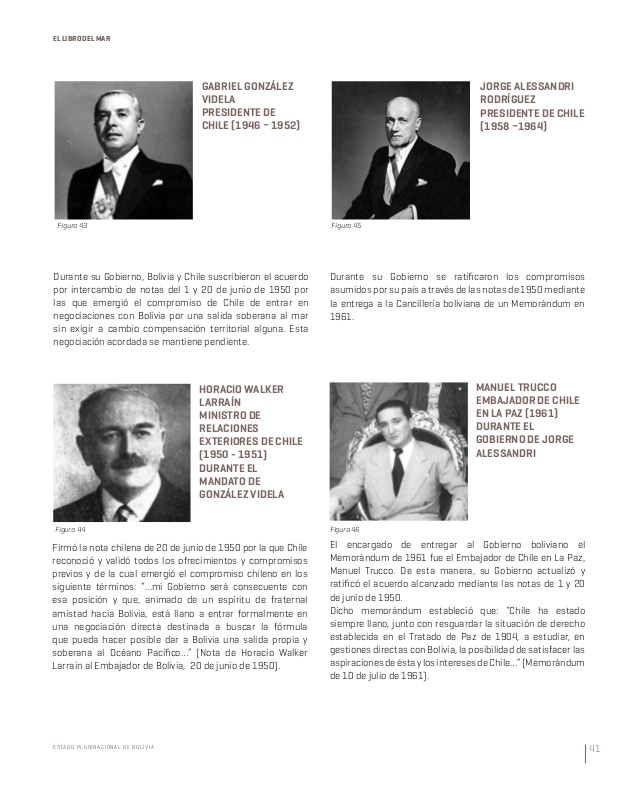 EL LIBRO DEL MAR
GABRIEL GONZÁLEZ
VIDELA
PRESIDENTE DE
CHILE (1946 – 1952)
Figura 43
Durante su Gobierno, Bolivia y Chile suscribieron el acuerdo
por intercambio de notas del 1 y 20 de junio de 1950 por
las que emergió el compromiso de Chile de entrar en
negociaciones con Bolivia por una salida soberana al mar
sin exigir a cambio compensación territorial alguna. Esta
negociación acordada se mantiene pendiente.
HORACIO WALKER
LARRAÍN
MINISTRO DE
RELACIONES
EXTERIORES DE CHILE
(1950 - 1951)
DURANTE EL
MANDATO DE
GONZÁLEZ VIDELA
Figura 44
Firmó la nota chilena de 20 de junio de 1950 por la que Chile
reconoció y validó todos los ofrecimientos y compromisos
previos y de la cual emergió el compromiso chileno en los
siguiente términos: “...mi Gobierno será consecuente con
esa posición y que, animado de un espíritu de fraternal
amistad hacia Bolivia, está llano a entrar formalmente en
una negociación directa destinada a buscar la fórmula
que pueda hacer posible dar a Bolivia una salida propia y
soberana al Océano Pacífico...” (Nota de Horacio Walker
Larraín al Embajador de Bolivia, 20 de junio de 1950).
JORGE ALESSANDRI
RODRÍGUEZ
PRESIDENTE DE CHILE
(1958 –1964)
Figura 45
Durante su Gobierno se ratificaron los compromisos
asumidos por su país a través de las notas de 1950 mediante
la entrega a la Cancillería boliviana de un Memorándum en
1961.
MANUEL TRUCCO
EMBAJADOR DE CHILE
EN LA PAZ (1961)
DURANTE EL
GOBIERNO DE JORGE
ALESSANDRI
Figura 46
El encargado de entregar al Gobierno boliviano el
Memorándum de 1961 fue el Embajador de Chile en La Paz,
Manuel Trucco. De esta manera, su Gobierno actualizó y
ratificó el acuerdo alcanzado mediante las notas de 1 y 20
de junio de 1950.
Dicho memorándum estableció que: “Chile ha estado
siempre llano, junto con resguardar la situación de derecho
establecida en el Tratado de Paz de 1904, a estudiar, en
gestiones directas con Bolivia, la posibilidad de satisfacer las
aspiraciones de ésta y los intereses de Chile...” (Memorándum
de 10 de julio de 1961).
ESTADO PLURINACIONAL DE BOLIVIA
41